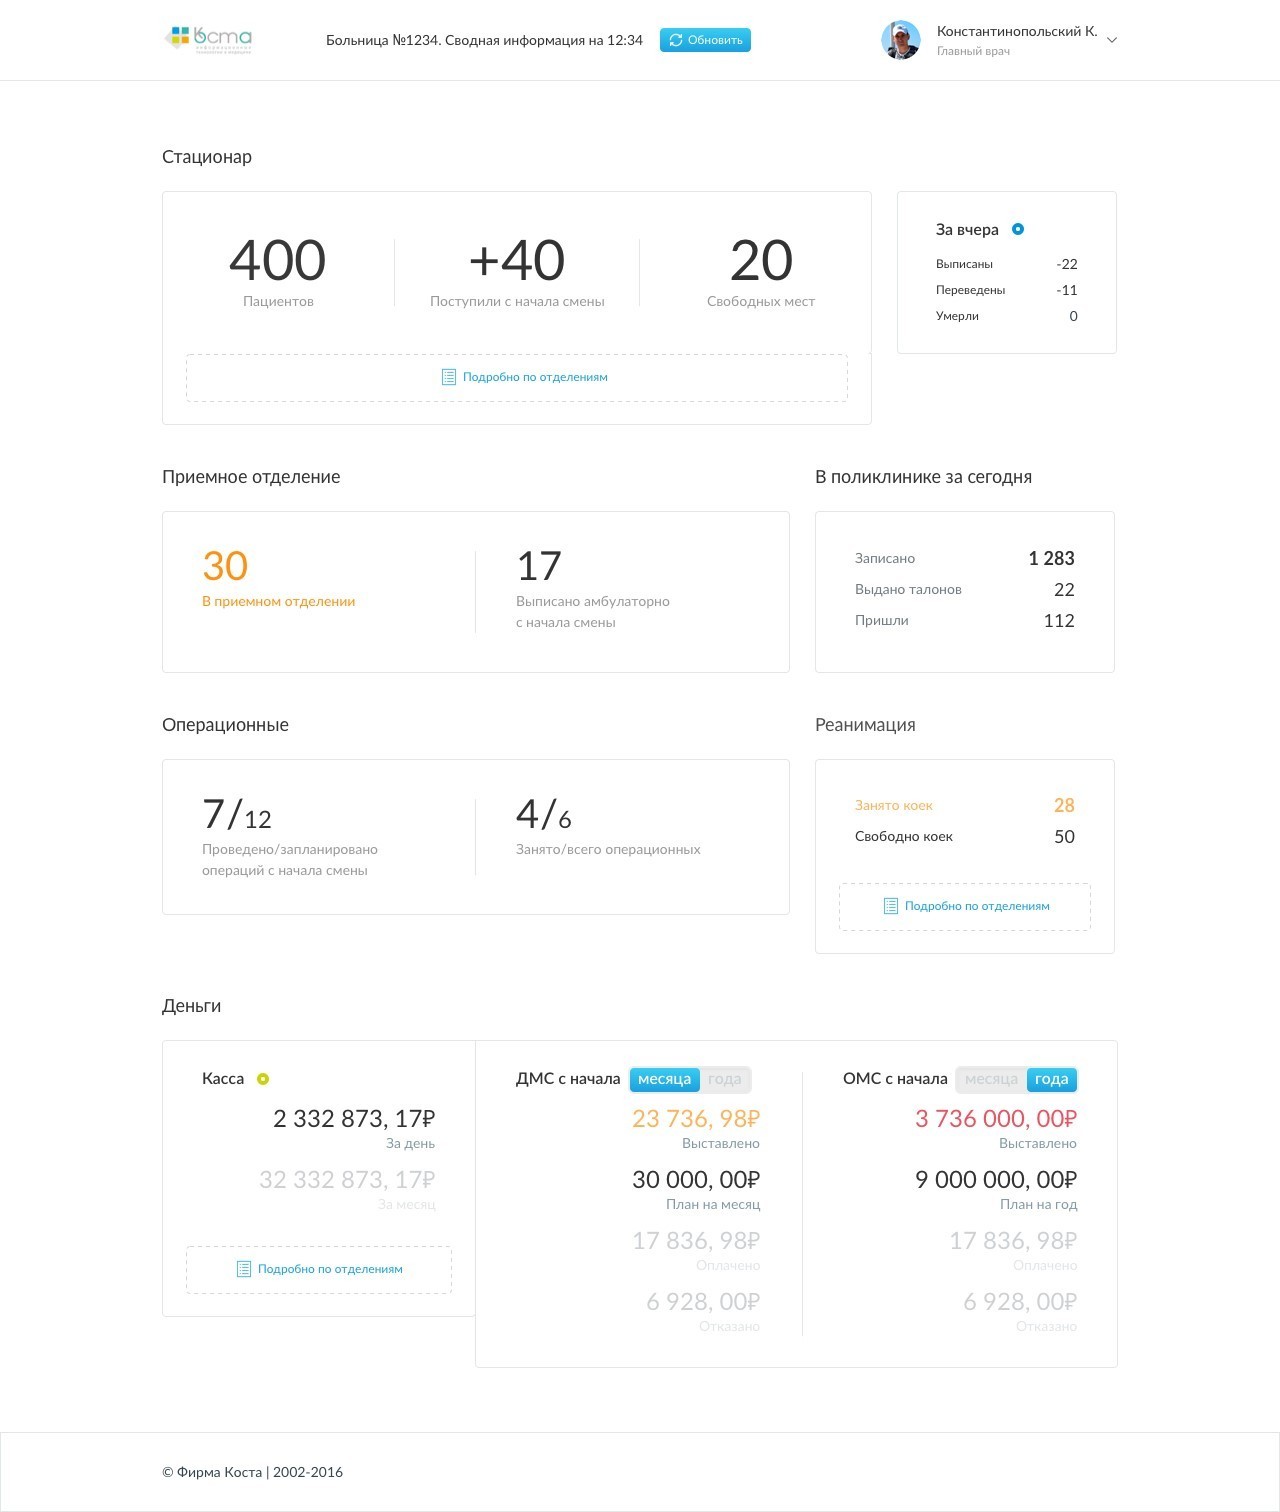 Коста
Больница №1234. Сводная информация на 12:34
Обновить
Константинопольский К.
Главный врач
Стационар
400
Пациентов
+40
Поступили с начала смены
20
Свободных мест
Подробно по отделениям
За вчера
Выписаны -22
Переведены -11
Умерли 0
Приемное отделение
30
В приемном отделении
17
Выписано амбулаторно
с начала смены
В поликлинике за сегодня
Записано 1 283
Выдано талонов 22
Пришли 112
Операционные
7/12
Проведено/запланировано
операций с начала смены
4/6
Занято/всего операционных
Реанимация
Занято коек 28
Свободно коек 50
Подробно по отделениям
Деньги
Касса
2 332 873, 17₽
За день
32 332 873, 17₽
За месяц
Подробно по отделениям
ДМС с начала месяца года
23 736, 98₽
Выставлено
30 000, 00₽
План на месяц
17 836, 98₽
Оплачено
6 928, 00₽
Отказано
ОМС с начала месяца года
3 736 000, 00₽
Выставлено
9 000 000, 00₽
План на год
17 836, 98₽
Оплачено
6 928, 00₽
Отказано
© Фирма Коста | 2002-2016